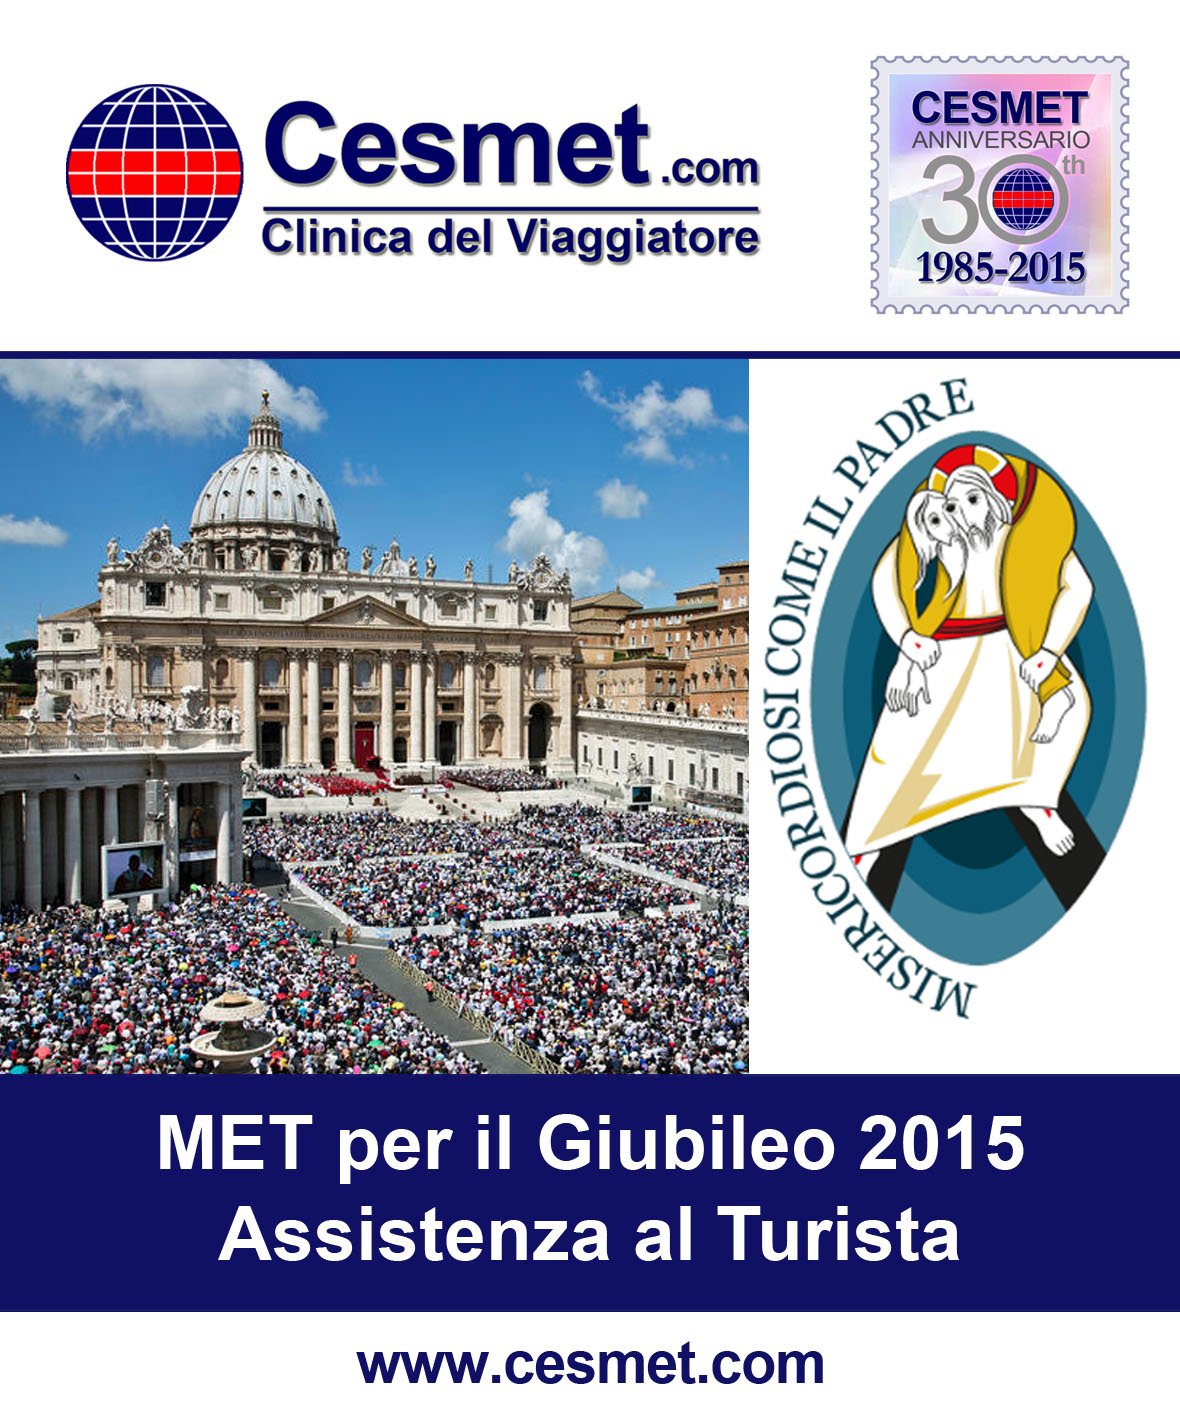 Cesmet.com
Clinica del Viaggiatore
CESMET
ANNIVERSARIO
30th
1985-2015
MISERICORDIOSI COME IL PADRE
MET per il Giubileo 2015
Assistenza al Turista
www.cesmet.com